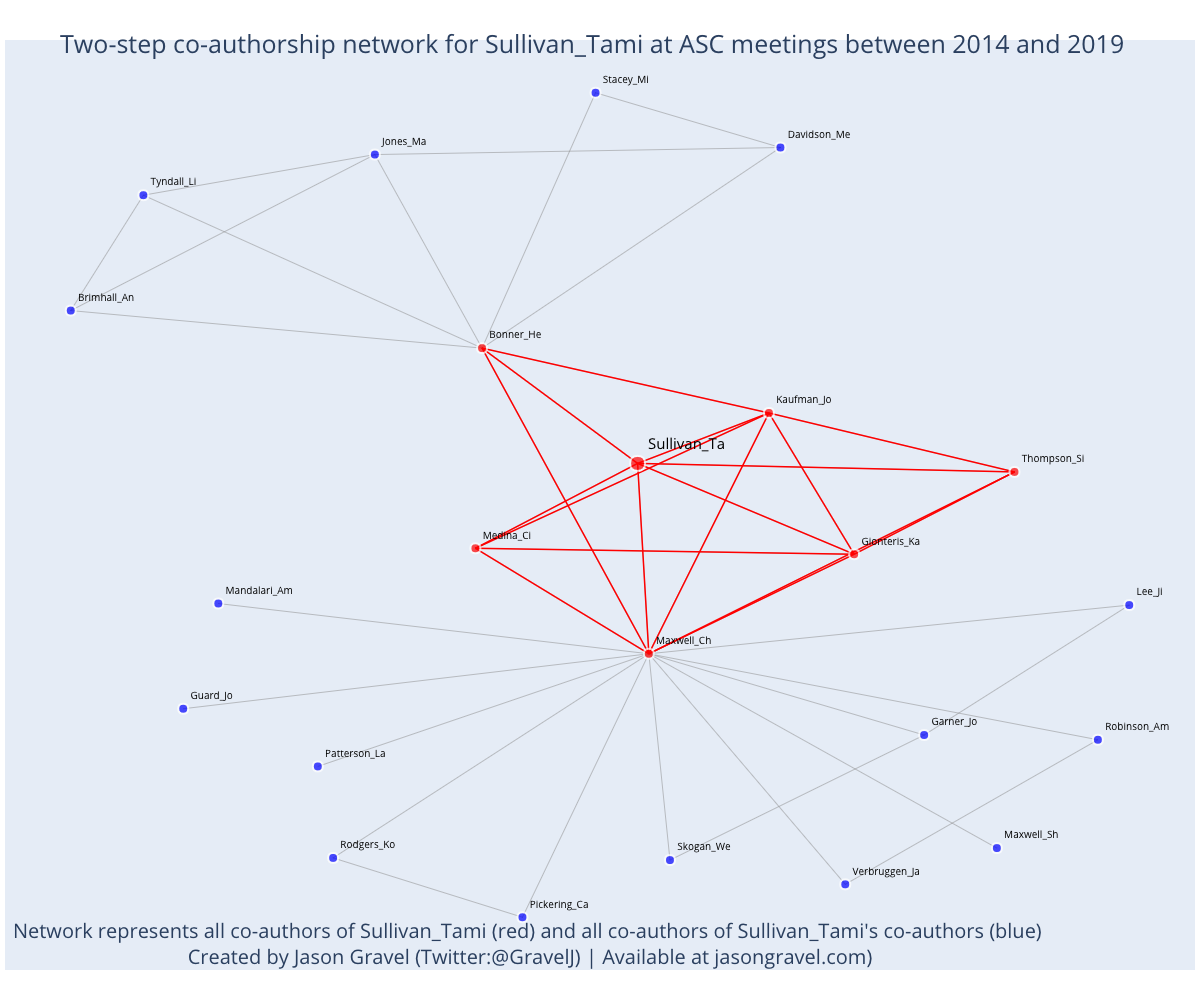 Two-step co-authorship network for Sullivan_Tami at ASC meetings between 2014 and 2019
Stacey_Mi
Davidson_Me
Jones_Ma
Tyndall_Li
Brimhall_An
Bonner_He
Kaufman_Jo
Sullivan_Ta
Thompson_Si
Medina_Ci
Gionteris_Ka
Mandalari_Am
Lee_Ji
Maxwell_Ch
Guard_Jo
Garner_Jo
Robinson_Am
Patterson_La
Maxwell_Sh
Rodgers_Ko
Skogan_We
Verbruggen_Ja
Pickering_Ca
Network represents all co-authors of Sullivan_Tami (red) and all co-authors of Sullivan_Tami's co-authors (blue)
Created by Jason Gravel (Twitter:@GravelJ) | Available at jasongravel.com)